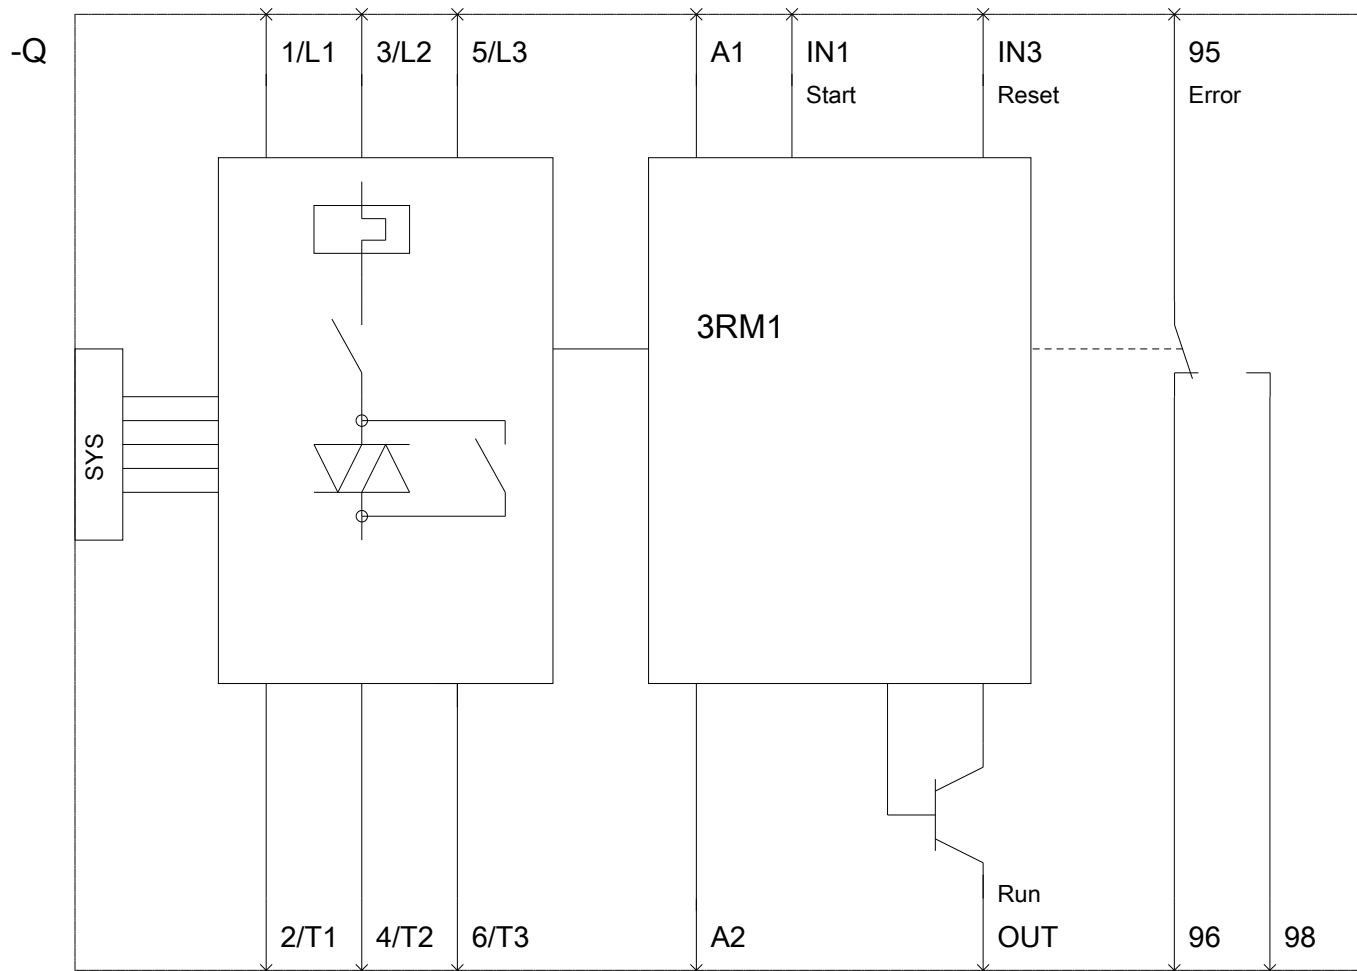 -Q
1/L1 3/L2 5/L3 A1 IN1 IN3 95
Start Reset Error
3RM1
SYS
Run
2/T1 4/T2 6/T3 A2 OUT 96 98